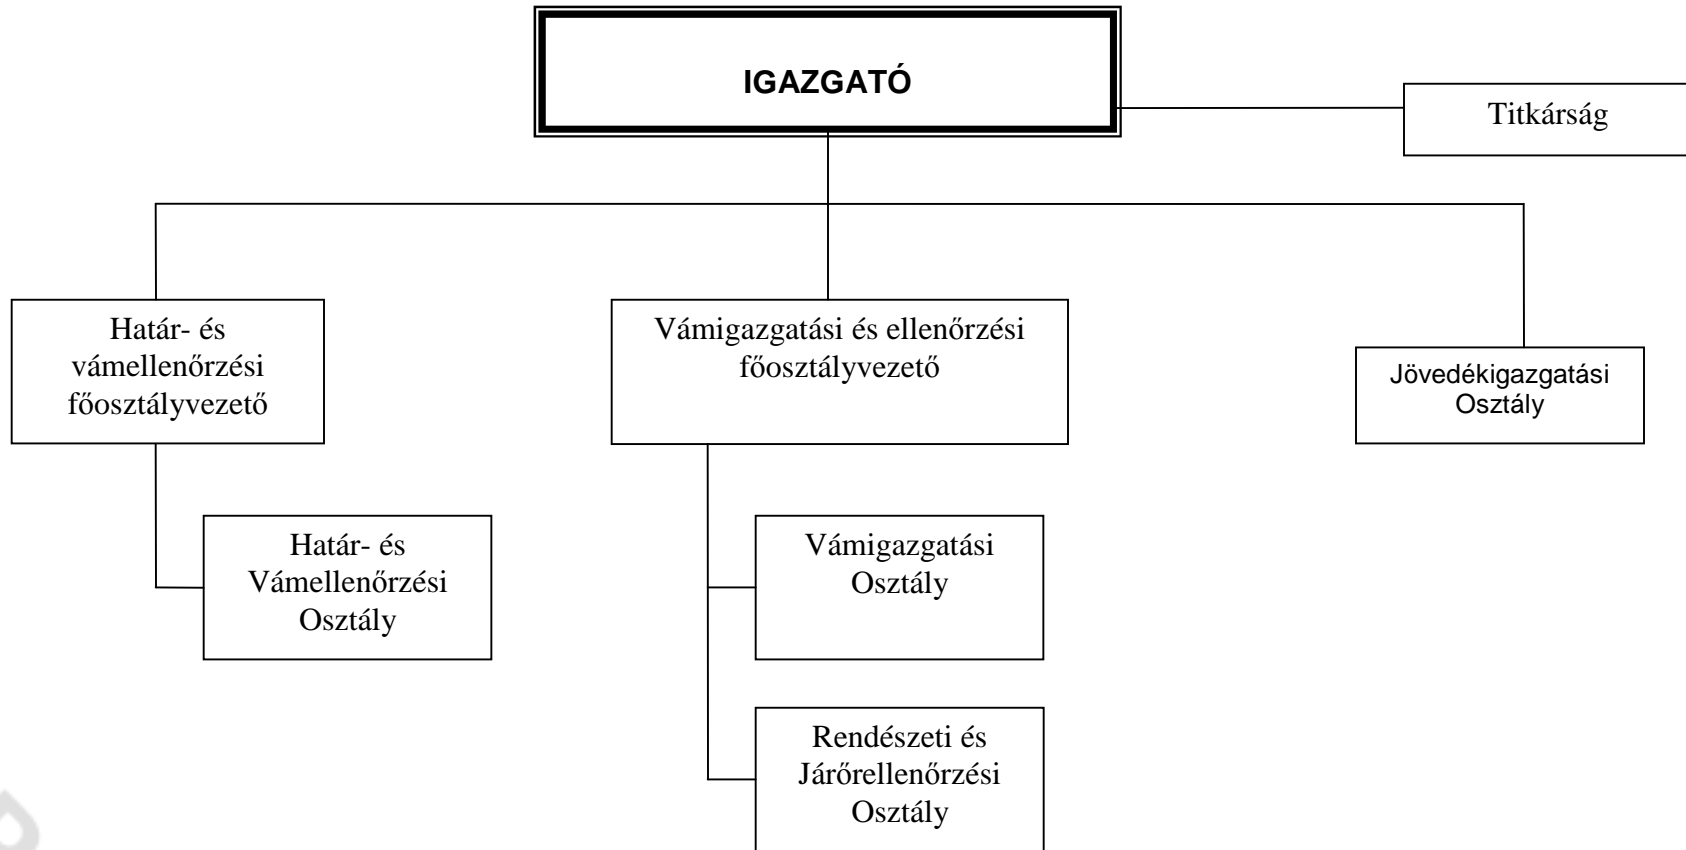 IGAZGATÓ
Titkárság
Határ- és
vámellenőrzési
főosztályvezető
Vámigazgatási és ellenőrzési
főosztályvezető
Jövedékigazgatási
Osztály
Határ- és
Vámellenőrzési
Osztály
Vámigazgatási
Osztály
Rendészeti és
Járőrellenőrzési
Osztály